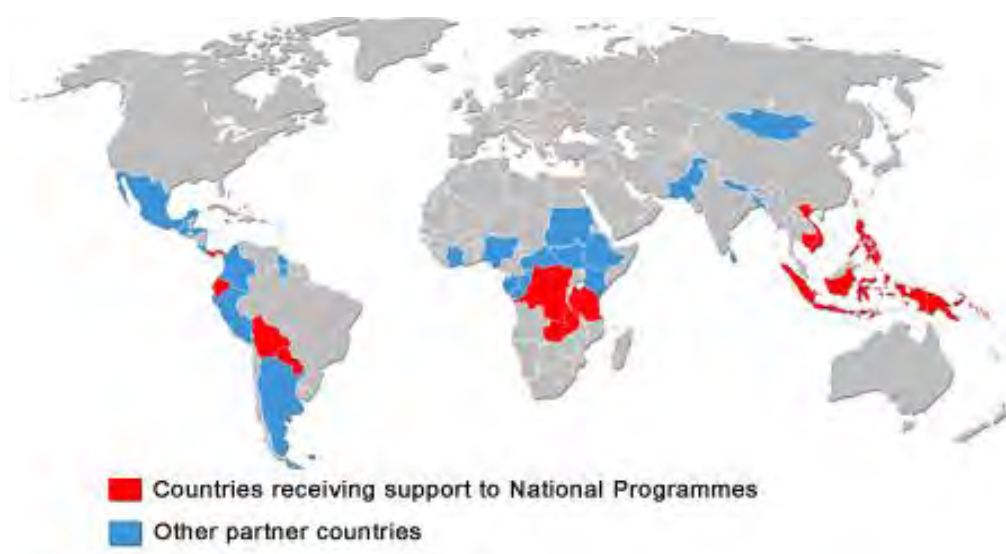 Countries receiving support to National Programmes
Other partner countries